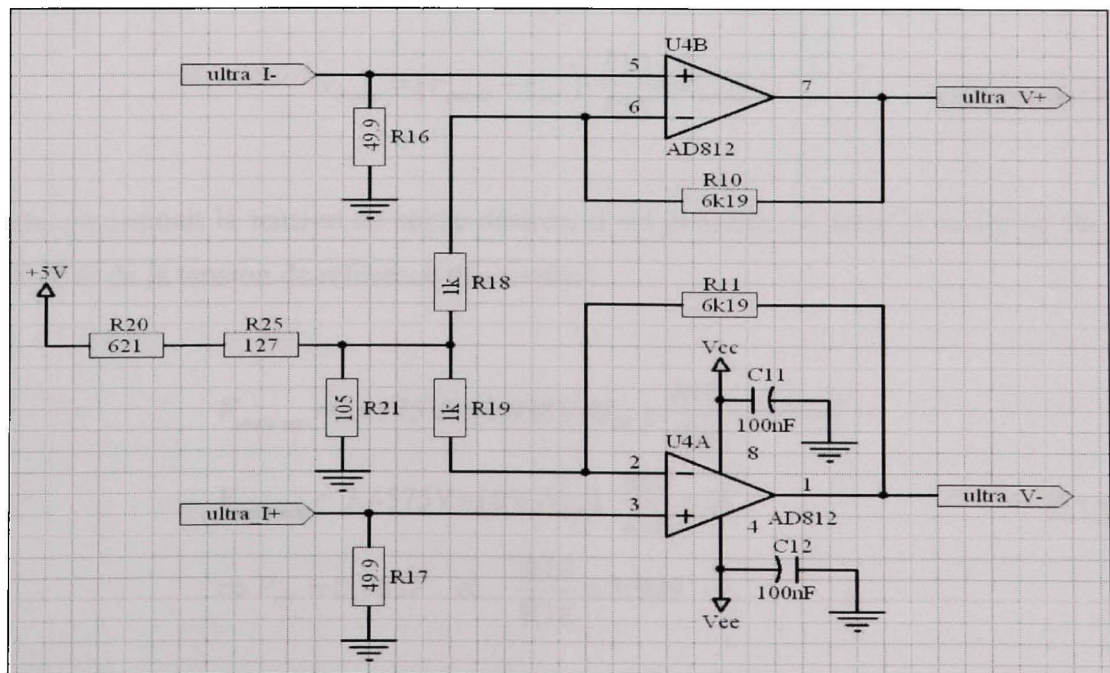 U4B
ultra I-
5
+
7
ultra V+
6
−
49.9
R16
AD812
R10
6k19
+5V
1k
R18
R11
6k19
R20
621
R25
127
Vcc
C11
100nF
105
R21
1k
R19
U4A
8
2
−
1
ultra V-
ultra I+
3
+
4
AD812
49.9
R17
C12
100nF
Vee